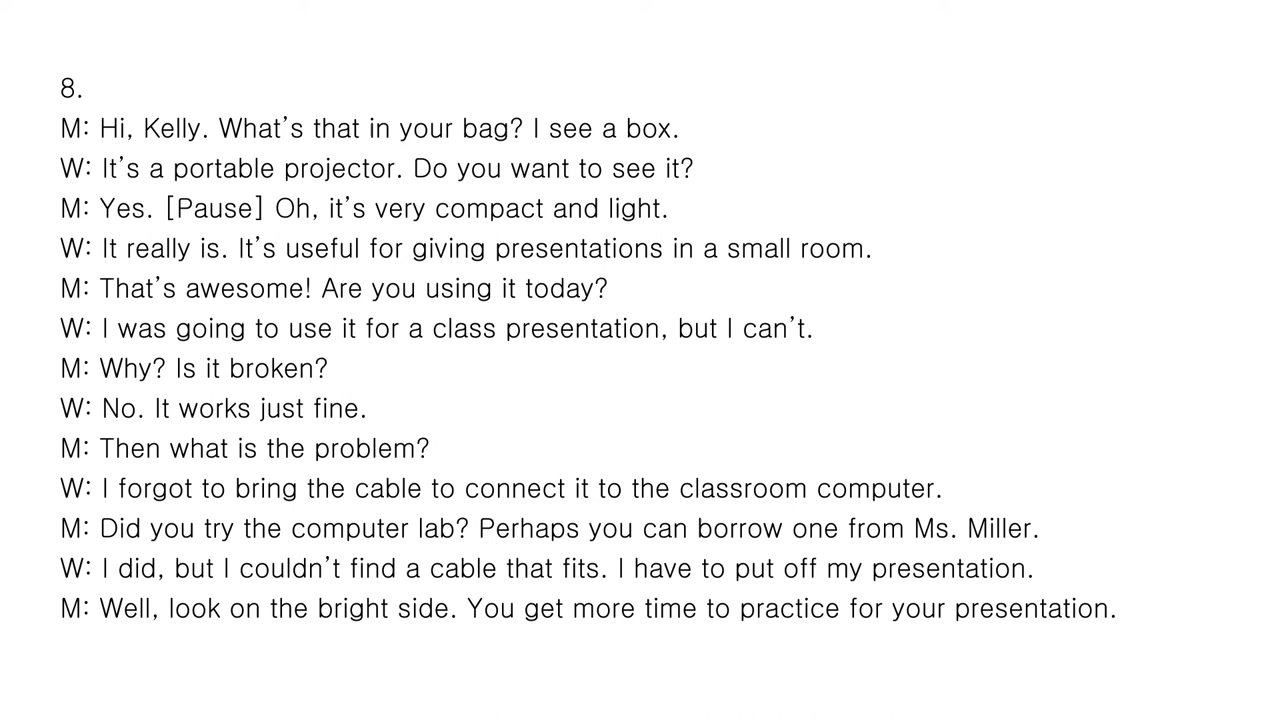 8.
M: Hi, Kelly. What's that in your bag? I see a box.
W: It's a portable projector. Do you want to see it?
M: Yes. [Pause] Oh, it's very compact and light.
W: It really is. It's useful for giving presentations in a small room.
M: That's awesome! Are you using it today?
W: I was going to use it for a class presentation, but I can't.
M: Why? Is it broken?
W: No. It works just fine.
M: Then what is the problem?
W: I forgot to bring the cable to connect it to the classroom computer.
M: Did you try the computer lab? Perhaps you can borrow one from Ms. Miller.
W: I did, but I couldn't find a cable that fits. I have to put off my presentation.
M: Well, look on the bright side. You get more time to practice for your presentation.